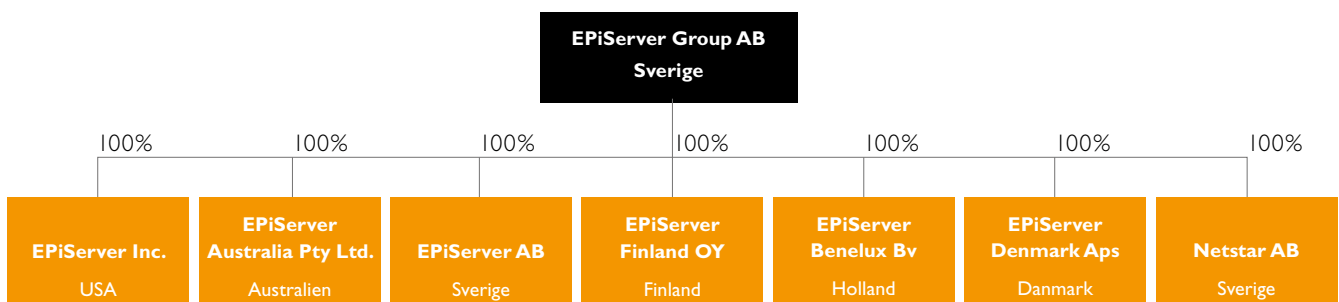 EPiServer Group AB
Sverige
100% 100% 100% 100% 100% 100% 100%
EPiServer Inc.
USA
EPiServer
Australia Pty Ltd.
Australien
EPiServer AB
Sverige
EPiServer
Finland OY
Finland
EPiServer
Benelux Bv
Holland
EPiServer
Denmark Aps
Danmark
Netstar AB
Sverige